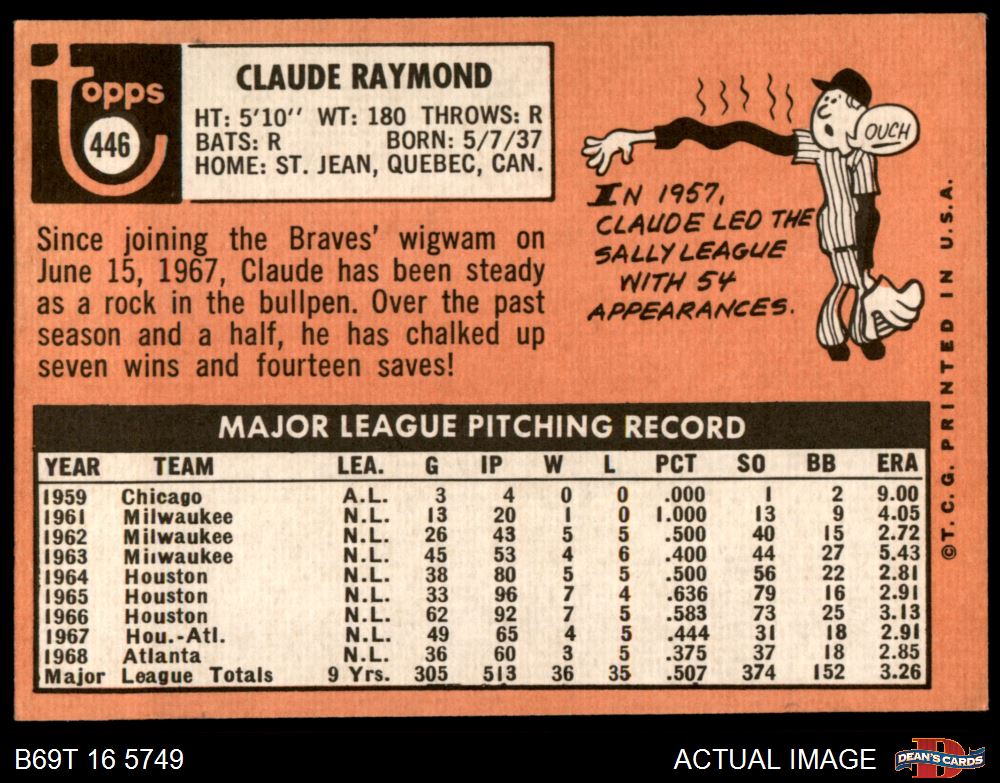 topps
446
CLAUDE RAYMOND
HT: 5'10'' WT: 180 THROWS: R
BATS: R BORN: 5/7/37
HOME: ST. JEAN, QUEBEC, CAN.
Since joining the Braves' wigwam on
June 15, 1967, Claude has been steady
as a rock in the bullpen. Over the past
season and a half, he has chalked up
seven wins and fourteen saves!
OUCH
IN 1957,
CLAUDE LED THE
SALLY LEAGUE
WITH 54
APPEARANCES.
MAJOR LEAGUE PITCHING RECORD
YEAR TEAM LEA. G IP W L PCT SO BB ERA
1959 Chicago A.L. 3 4 0 0 .000 1 2 9.00
1961 Milwaukee N.L. 13 20 1 0 1.000 13 9 4.05
1962 Milwaukee N.L. 26 43 5 5 .500 40 15 2.72
1963 Milwaukee N.L. 45 53 4 6 .400 44 27 5.43
1964 Houston N.L. 38 80 5 5 .500 56 22 2.81
1965 Houston N.L. 33 96 7 4 .636 79 16 2.91
1966 Houston N.L. 62 92 7 5 .583 73 25 3.13
1967 Hou.-Atl. N.L. 49 65 4 5 .444 31 18 2.91
1968 Atlanta N.L. 36 60 3 5 .375 37 18 2.85
Major League Totals 9 Yrs. 305 513 36 35 .507 374 152 3.26
©T. C. G. PRINTED IN U.S.A.
B69T 16 5749
ACTUAL IMAGE
D
DEAN'S CARDS